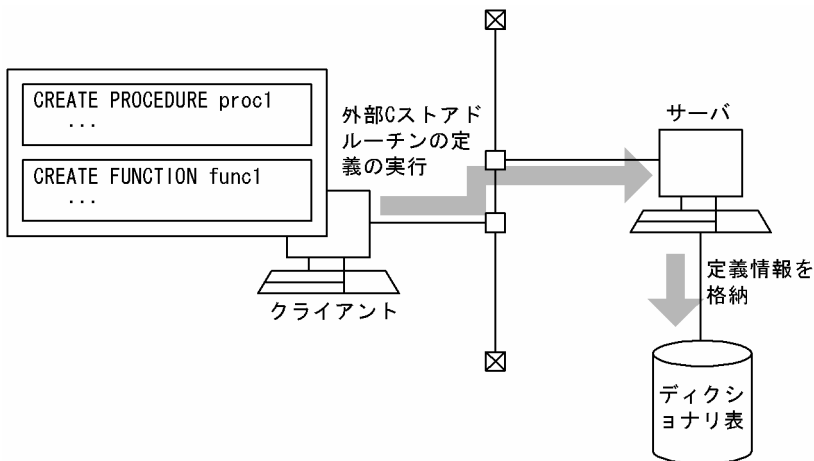 CREATE PROCEDURE proc1
...
CREATE FUNCTION func1
...
クライアント
外部Cストアド
ルーチンの定
義の実行
サーバ
定義情報を
格納
ディクシ
ョナリ表